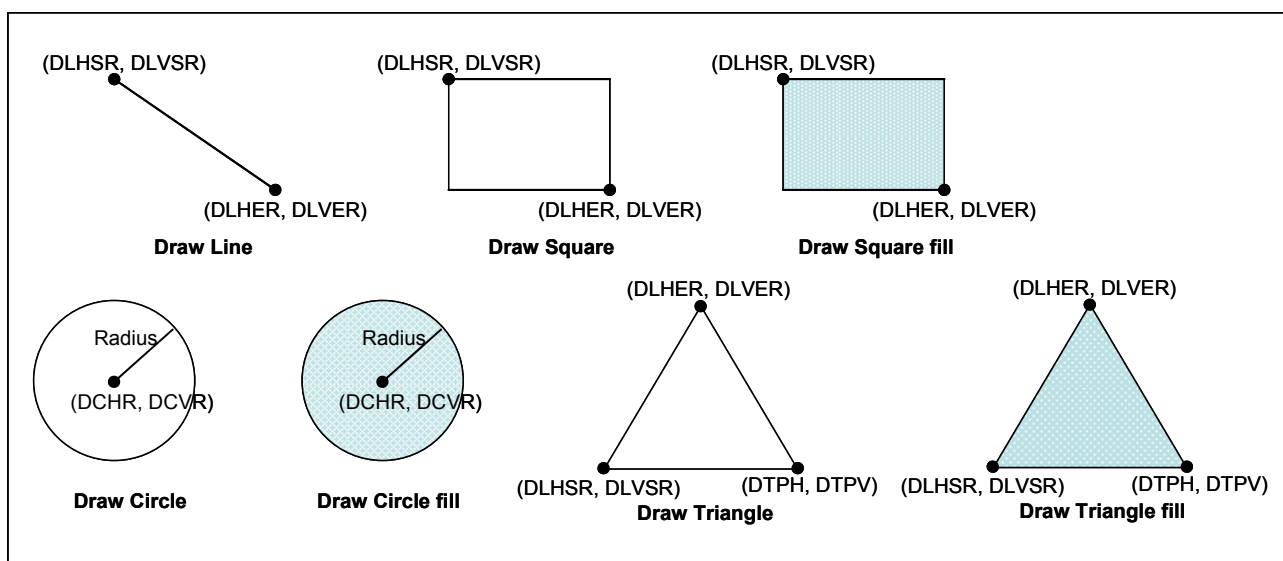 (DLHSR, DLVSR)
(DLHER, DLVER)
Draw Line
(DLHSR, DLVSR)
(DLHER, DLVER)
Draw Square
(DLHSR, DLVSR)
(DLHER, DLVER)
Draw Square fill
Radius
(DCHR, DCVR)
Draw Circle
Radius
(DCHR, DCVR)
Draw Circle fill
(DLHER, DLVER)
(DLHSR, DLVSR)
(DTPH, DTPV)
Draw Triangle
(DLHER, DLVER)
(DLHSR, DLVSR)
(DTPH, DTPV)
Draw Triangle fill